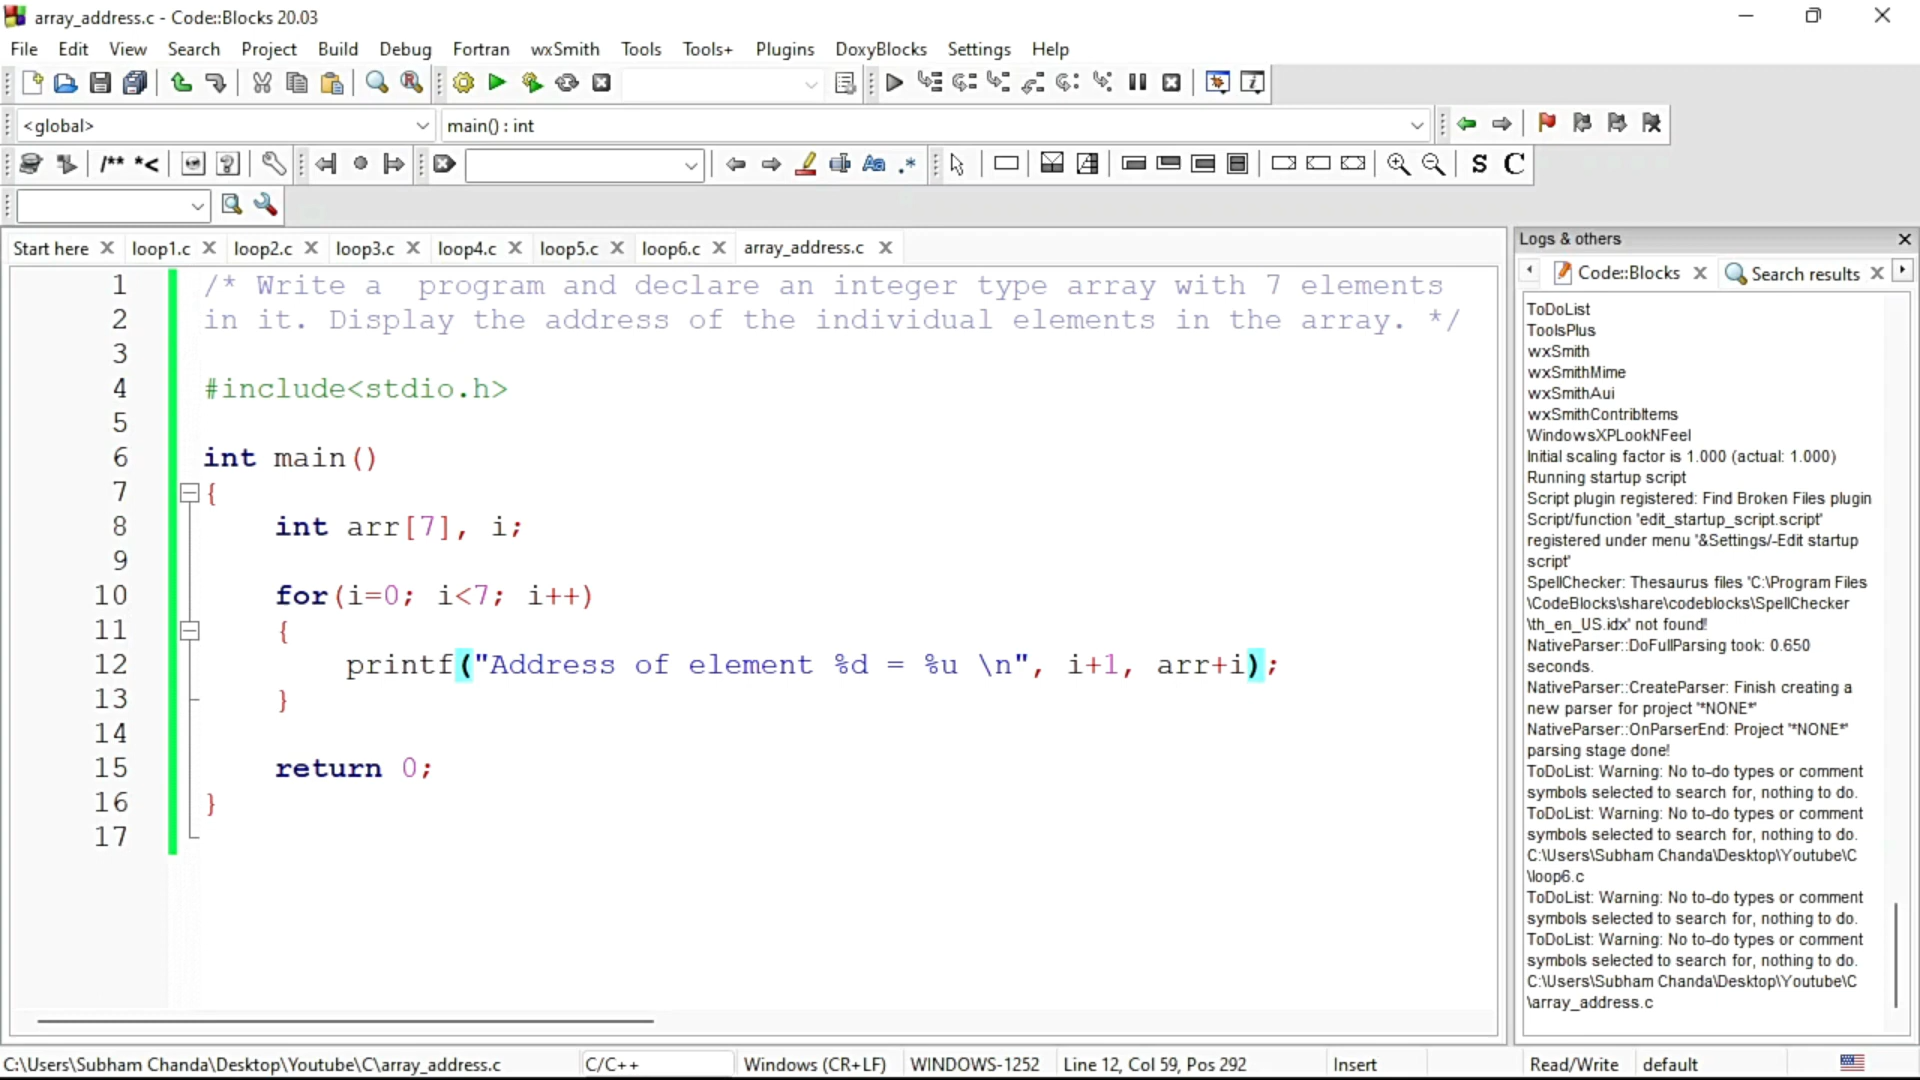 array_address.c - Code::Blocks 20.03
File Edit View Search Project Build Debug Fortran wxSmith Tools Tools+ Plugins DoxyBlocks Settings Help
<global> main() : int
/** *< Aa .* S C
Start here loop1.c loop2.c loop3.c loop4.c loop5.c loop6.c array_address.c
1 /* Write a  program and declare an integer type array with 7 elements
2 in it. Display the address of the individual elements in the array. */
3
4 #include<stdio.h>
5
6 int main()
7 {
8 int arr[7], i;
9
10 for(i=0; i<7; i++)
11 {
12 printf("Address of element %d = %u \n", i+1, arr+i);
13 }
14
15 return 0;
16 }
17
Logs & others
Code::Blocks Search results
ToDoList
ToolsPlus
wxSmith
wxSmithMime
wxSmithAui
wxSmithContribItems
WindowsXPLookNFeel
Initial scaling factor is 1.000 (actual: 1.000)
Running startup script
Script plugin registered: Find Broken Files plugin
Script/function 'edit_startup_script.script'
registered under menu '&Settings/-Edit startup
script'
SpellChecker: Thesaurus files 'C:\Program Files
\CodeBlocks\share\codeblocks\SpellChecker
\th_en_US.idx' not found!
NativeParser::DoFullParsing took: 0.650
seconds.
NativeParser::CreateParser: Finish creating a
new parser for project '*NONE*'
NativeParser::OnParserEnd: Project '*NONE*'
parsing stage done!
ToDoList: Warning: No to-do types or comment
symbols selected to search for, nothing to do.
ToDoList: Warning: No to-do types or comment
symbols selected to search for, nothing to do.
C:\Users\Subham Chanda\Desktop\Youtube\C
\loop6.c
ToDoList: Warning: No to-do types or comment
symbols selected to search for, nothing to do.
ToDoList: Warning: No to-do types or comment
symbols selected to search for, nothing to do.
C:\Users\Subham Chanda\Desktop\Youtube\C
\array_address.c
C:\Users\Subham Chanda\Desktop\Youtube\C\array_address.c C/C++ Windows (CR+LF) WINDOWS-1252 Line 12, Col 59, Pos 292 Insert Read/Write default